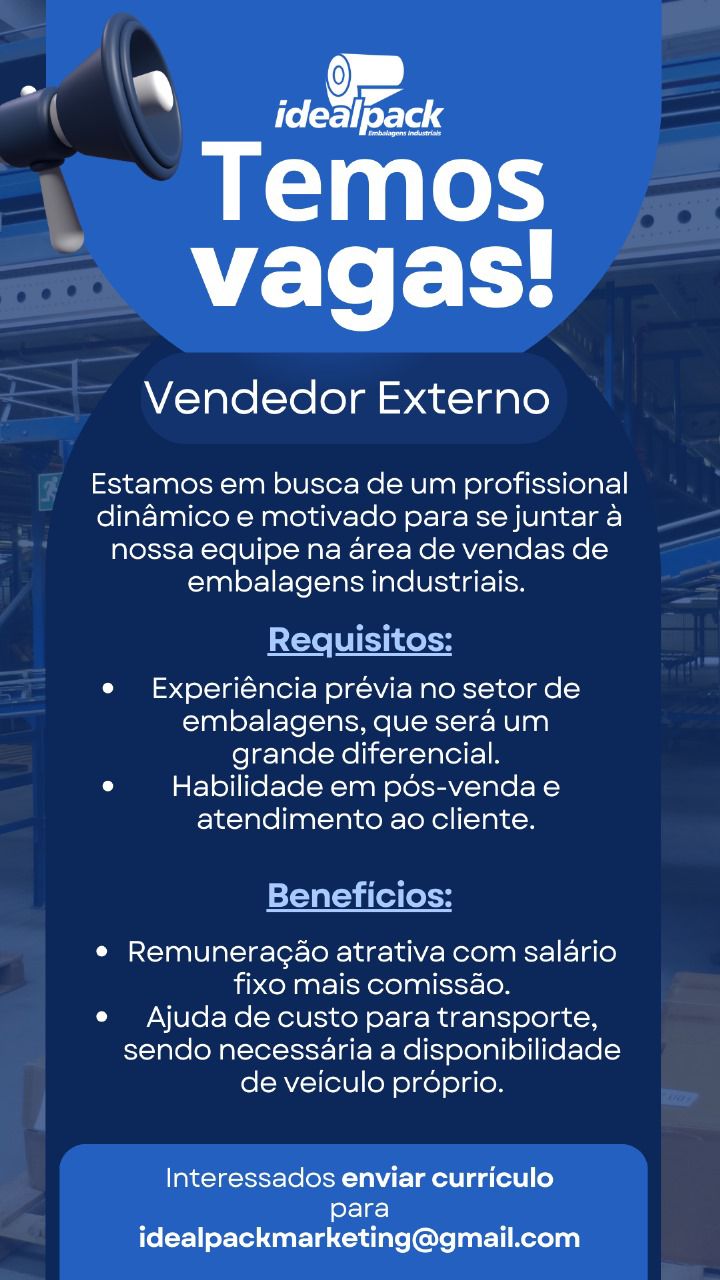 idealpack
Embalagens Industriais
Temos
vagas!
Vendedor Externo
Estamos em busca de um profissional
dinâmico e motivado para se juntar à
nossa equipe na área de vendas de
embalagens industriais.
Requisitos:
• Experiência prévia no setor de
embalagens, que será um
grande diferencial.
• Habilidade em pós-venda e
atendimento ao cliente.
Benefícios:
• Remuneração atrativa com salário
fixo mais comissão.
• Ajuda de custo para transporte,
sendo necessária a disponibilidade
de veículo próprio.
Interessados enviar currículo
para
idealpackmarketing@gmail.com